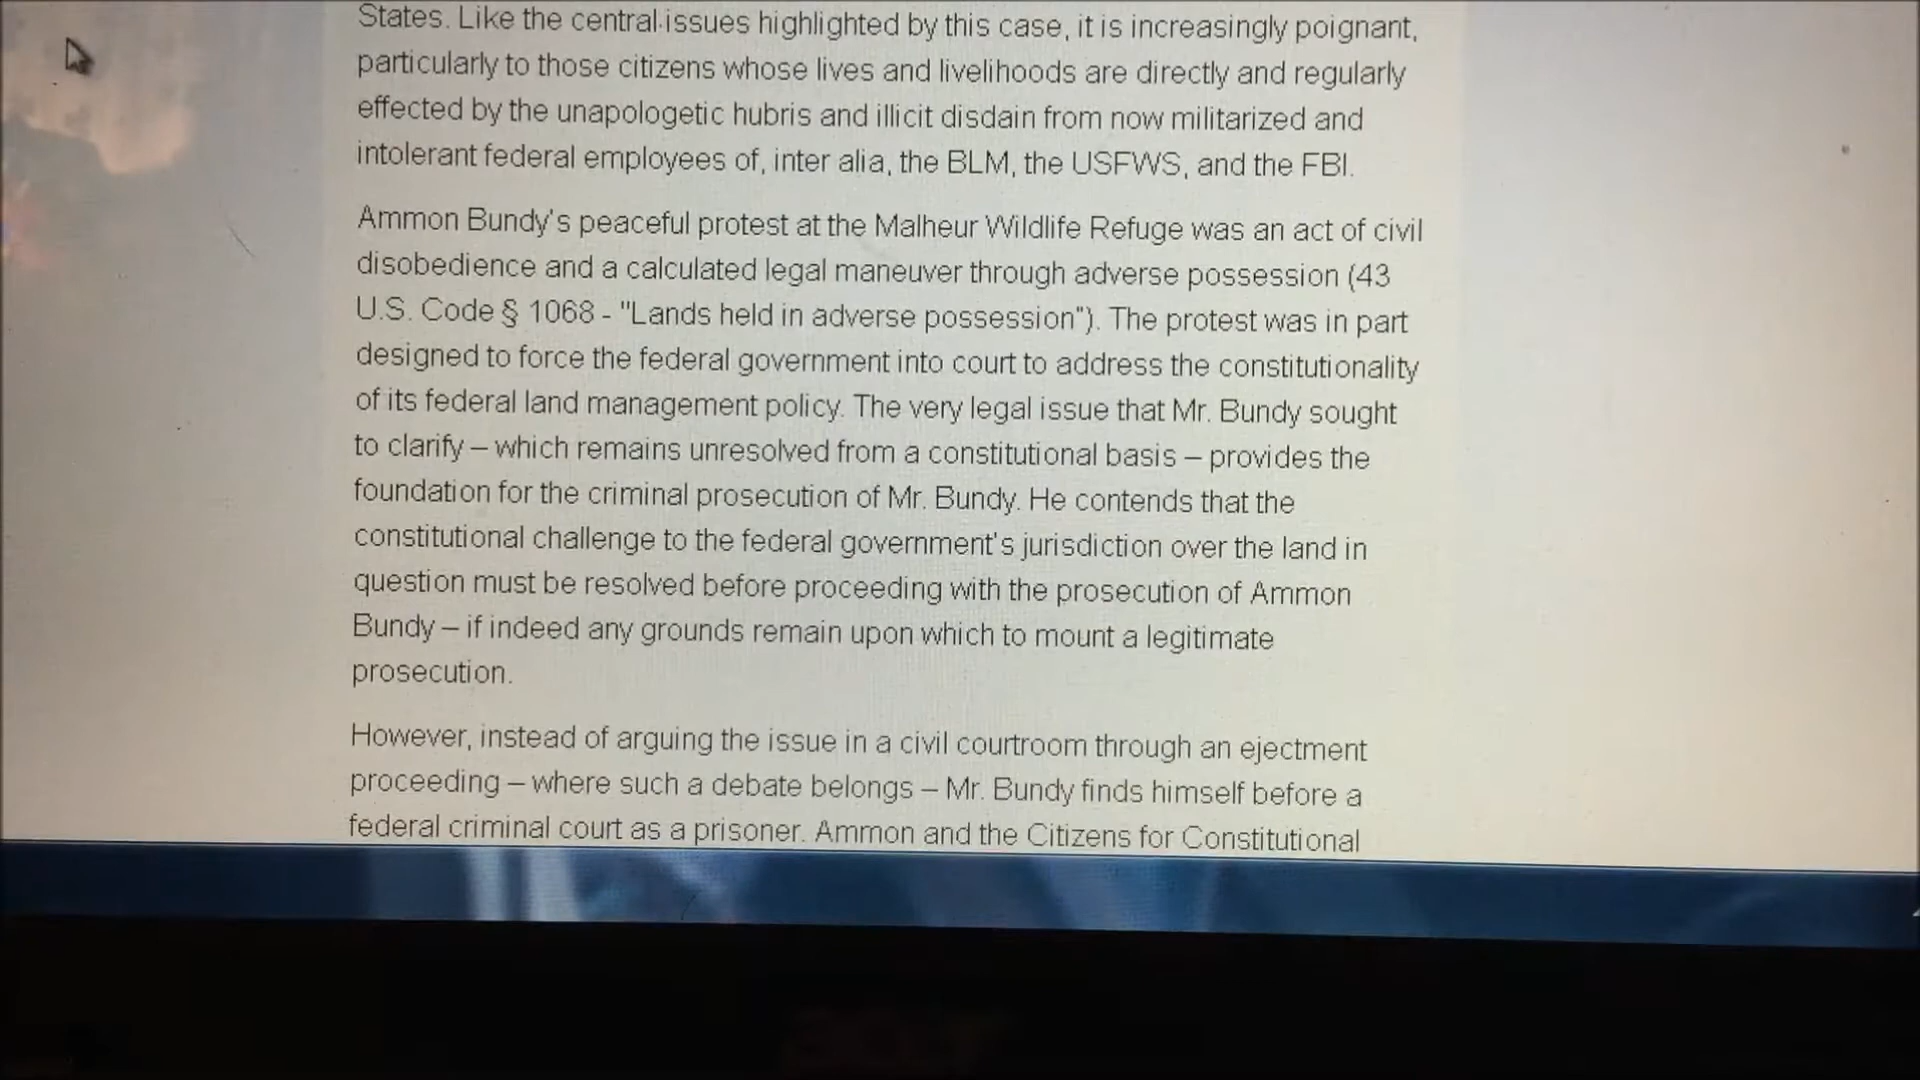 States. Like the central issues highlighted by this case, it is increasingly poignant,
particularly to those citizens whose lives and livelihoods are directly and regularly
effected by the unapologetic hubris and illicit disdain from now militarized and
intolerant federal employees of, inter alia, the BLM, the USFWS, and the FBI.
Ammon Bundy's peaceful protest at the Malheur Wildlife Refuge was an act of civil
disobedience and a calculated legal maneuver through adverse possession (43
U.S. Code § 1068 - "Lands held in adverse possession"). The protest was in part
designed to force the federal government into court to address the constitutionality
of its federal land management policy. The very legal issue that Mr. Bundy sought
to clarify – which remains unresolved from a constitutional basis – provides the
foundation for the criminal prosecution of Mr. Bundy. He contends that the
constitutional challenge to the federal government's jurisdiction over the land in
question must be resolved before proceeding with the prosecution of Ammon
Bundy – if indeed any grounds remain upon which to mount a legitimate
prosecution.
However, instead of arguing the issue in a civil courtroom through an ejectment
proceeding – where such a debate belongs – Mr. Bundy finds himself before a
federal criminal court as a prisoner. Ammon and the Citizens for Constitutional